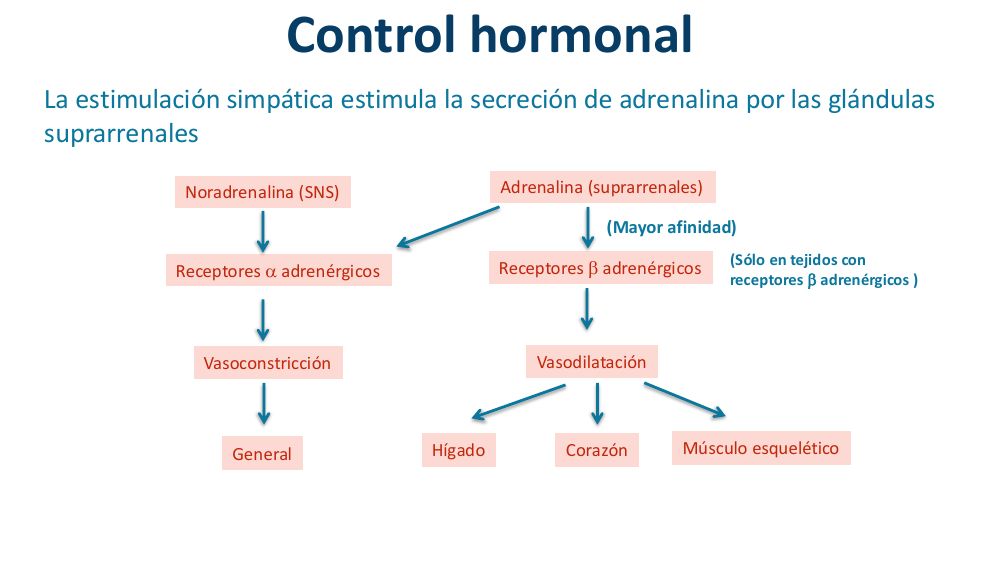 Control hormonal
La estimulación simpática estimula la secreción de adrenalina por las glándulas
suprarrenales
Noradrenalina (SNS)
Adrenalina (suprarrenales)
(Mayor afinidad)
Receptores α adrenérgicos
Receptores β adrenérgicos
(Sólo en tejidos con
receptores β adrenérgicos )
Vasoconstricción
Vasodilatación
General
Hígado
Corazón
Músculo esquelético